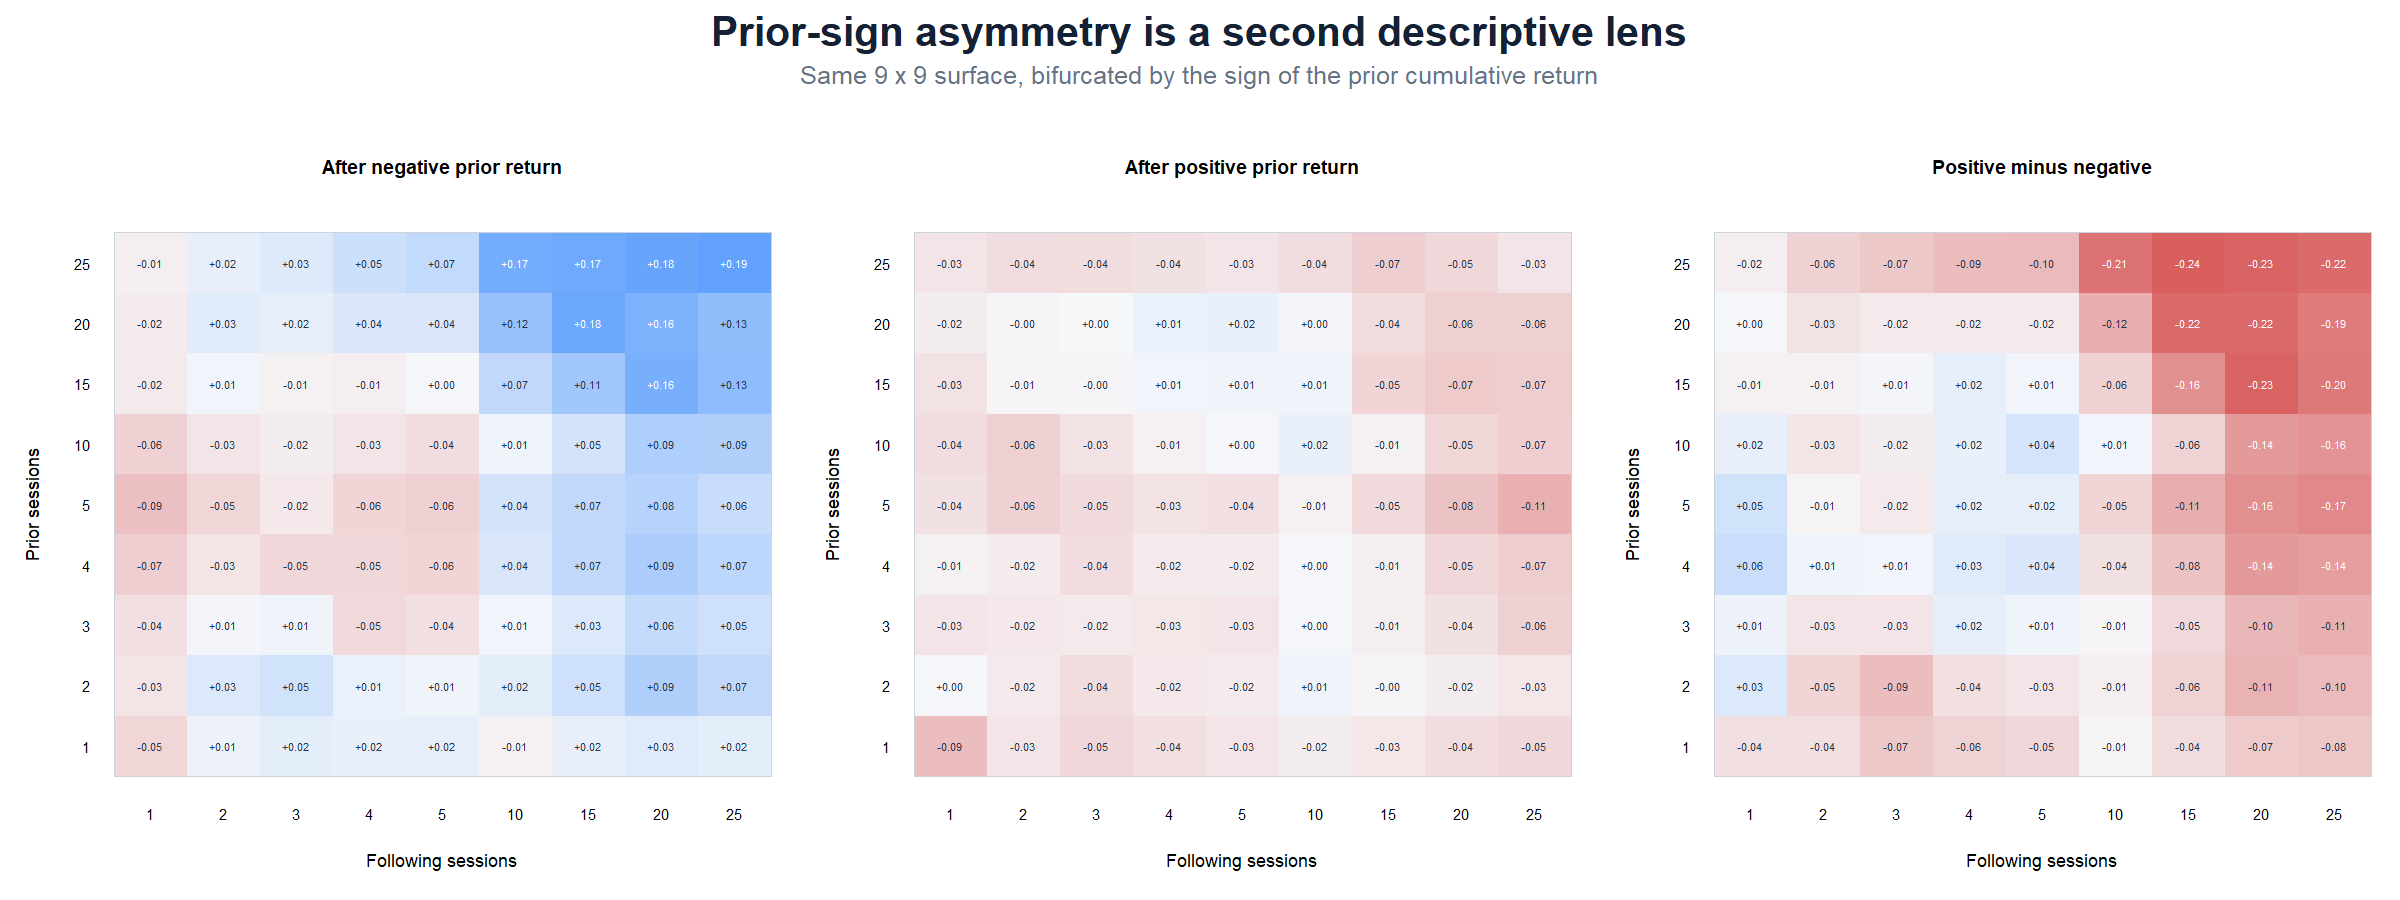 Prior-sign asymmetry is a second descriptive lens
Same 9 x 9 surface, bifurcated by the sign of the prior cumulative return
After negative prior return
Prior sessions
25 -0.01 +0.02 +0.03 +0.05 +0.07 +0.17 +0.17 +0.18 +0.19
20 -0.02 +0.03 +0.02 +0.04 +0.04 +0.12 +0.18 +0.16 +0.13
15 -0.02 +0.01 -0.01 -0.01 +0.00 +0.07 +0.11 +0.16 +0.13
10 -0.06 -0.03 -0.02 -0.03 -0.04 +0.01 +0.05 +0.09 +0.09
5 -0.09 -0.05 -0.02 -0.06 -0.06 +0.04 +0.07 +0.08 +0.06
4 -0.07 -0.03 -0.05 -0.05 -0.06 +0.04 +0.07 +0.09 +0.07
3 -0.04 +0.01 +0.01 -0.05 -0.04 +0.01 +0.03 +0.06 +0.05
2 -0.03 +0.03 +0.05 +0.01 +0.01 +0.02 +0.05 +0.09 +0.07
1 -0.05 +0.01 +0.02 +0.02 +0.02 -0.01 +0.02 +0.03 +0.02
1 2 3 4 5 10 15 20 25
Following sessions
After positive prior return
Prior sessions
25 -0.03 -0.04 -0.04 -0.04 -0.03 -0.04 -0.07 -0.05 -0.03
20 -0.02 -0.00 +0.00 +0.01 +0.02 +0.00 -0.04 -0.06 -0.06
15 -0.03 -0.01 -0.00 +0.01 +0.01 +0.01 -0.05 -0.07 -0.07
10 -0.04 -0.06 -0.03 -0.01 +0.00 +0.02 -0.01 -0.05 -0.07
5 -0.04 -0.06 -0.05 -0.03 -0.04 -0.01 -0.05 -0.08 -0.11
4 -0.01 -0.02 -0.04 -0.02 -0.02 +0.00 -0.01 -0.05 -0.07
3 -0.03 -0.02 -0.02 -0.03 -0.03 +0.00 -0.01 -0.04 -0.06
2 +0.00 -0.02 -0.04 -0.02 -0.02 +0.01 -0.00 -0.02 -0.03
1 -0.09 -0.03 -0.05 -0.04 -0.03 -0.02 -0.03 -0.04 -0.05
1 2 3 4 5 10 15 20 25
Following sessions
Positive minus negative
Prior sessions
25 -0.02 -0.06 -0.07 -0.09 -0.10 -0.21 -0.24 -0.23 -0.22
20 +0.00 -0.03 -0.02 -0.02 -0.02 -0.12 -0.22 -0.22 -0.19
15 -0.01 -0.01 +0.01 +0.02 +0.01 -0.06 -0.16 -0.23 -0.20
10 +0.02 -0.03 -0.02 +0.02 +0.04 +0.01 -0.06 -0.14 -0.16
5 +0.05 -0.01 -0.02 +0.02 +0.02 -0.05 -0.11 -0.16 -0.17
4 +0.06 +0.01 +0.01 +0.03 +0.04 -0.04 -0.08 -0.14 -0.14
3 +0.01 -0.03 -0.03 +0.02 +0.01 -0.01 -0.05 -0.10 -0.11
2 +0.03 -0.05 -0.09 -0.04 -0.03 -0.01 -0.06 -0.11 -0.10
1 -0.04 -0.04 -0.07 -0.06 -0.05 -0.01 -0.04 -0.07 -0.08
1 2 3 4 5 10 15 20 25
Following sessions